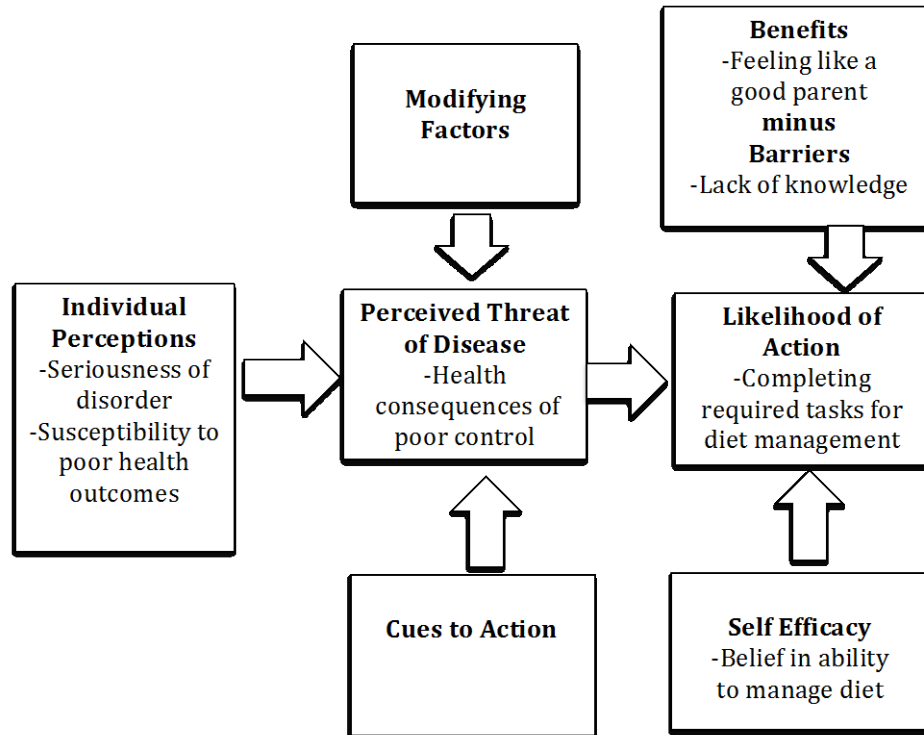 Modifying
Factors
Benefits
-Feeling like a
good parent
minus
Barriers
-Lack of knowledge
Individual
Perceptions
-Seriousness of
disorder
-Susceptibility to
poor health
outcomes
Perceived Threat
of Disease
-Health
consequences of
poor control
Likelihood of
Action
-Completing
required tasks for
diet management
Cues to Action
Self Efficacy
-Belief in ability
to manage diet